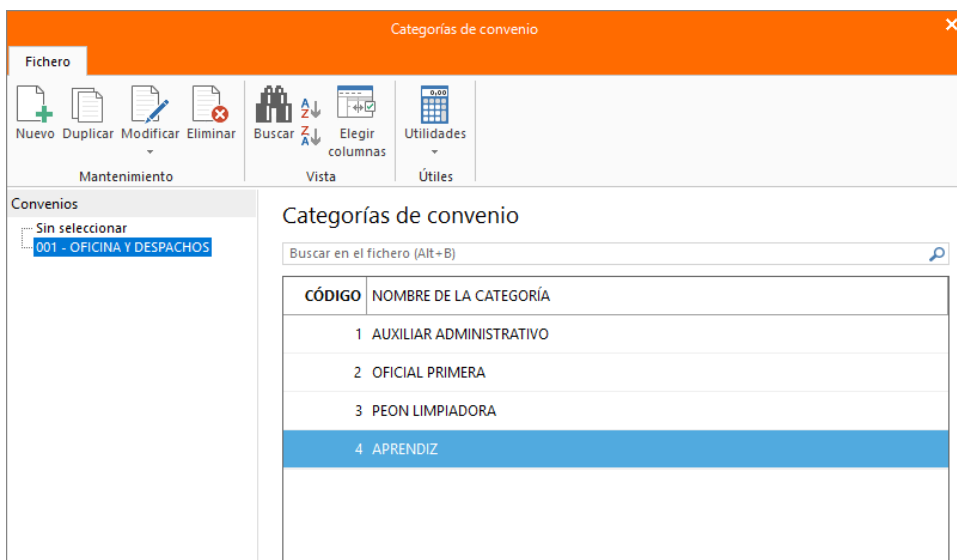 Categorías de convenio
Fichero
Nuevo Duplicar Modificar Eliminar
Buscar
Elegir columnas
Utilidades
Mantenimiento
Vista
Útiles
Convenios
Sin seleccionar
001 - OFICINA Y DESPACHOS
Categorías de convenio
Buscar en el fichero (Alt+B)
CÓDIGO NOMBRE DE LA CATEGORÍA
1 AUXILIAR ADMINISTRATIVO
2 OFICIAL PRIMERA
3 PEON LIMPIADORA
4 APRENDIZ